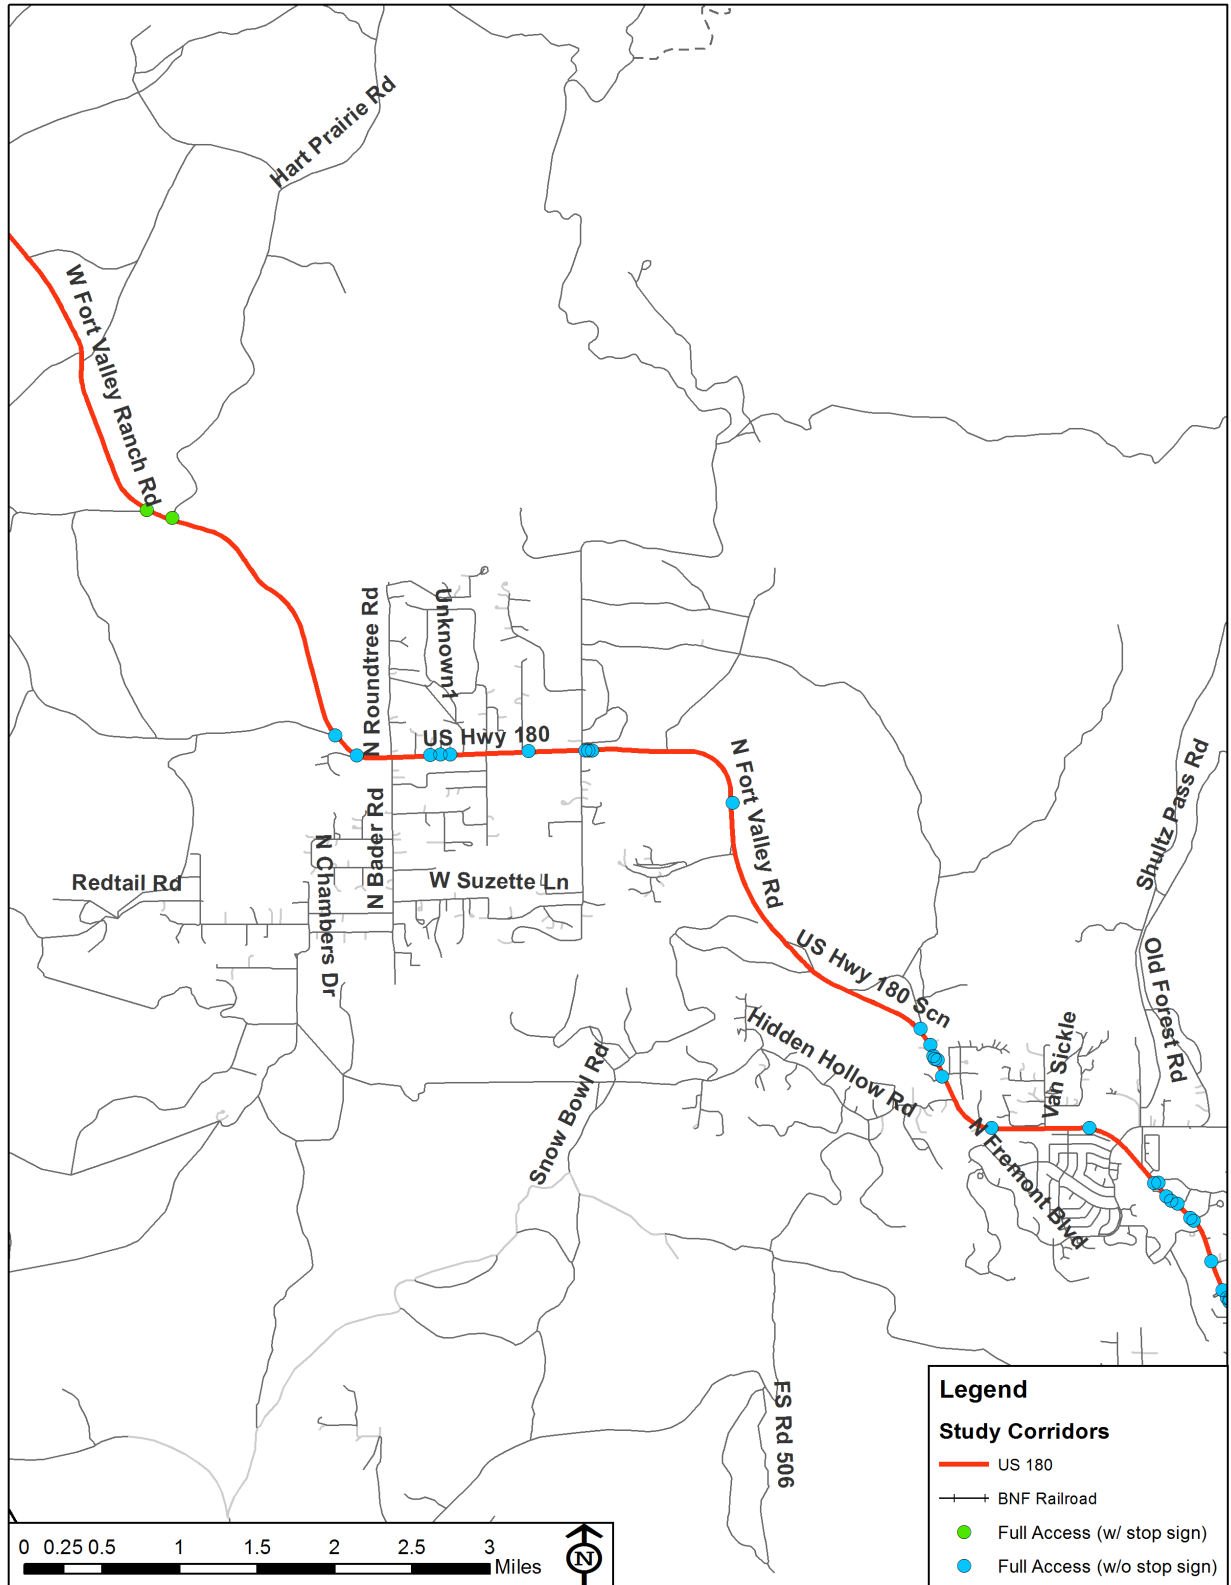 Hart Prairie Rd
W Fort Valley Ranch Rd
N Roundtree Rd
Unknown1
US Hwy 180
N Fort Valley Rd
Shultz Pass Rd
N Bader Rd
N Chambers Dr
Redtail Rd
W Suzette Ln
US Hwy 180 Scn
Old Forest Rd
Hidden Hollow Rd
Van Sickle
Snow Bowl Rd
N Fremont Blvd
FS Rd 506
Legend
Study Corridors
US 180
BNF Railroad
Full Access (w/ stop sign)
Full Access (w/o stop sign)
0 0.25 0.5 1 1.5 2 2.5 3
Miles
N